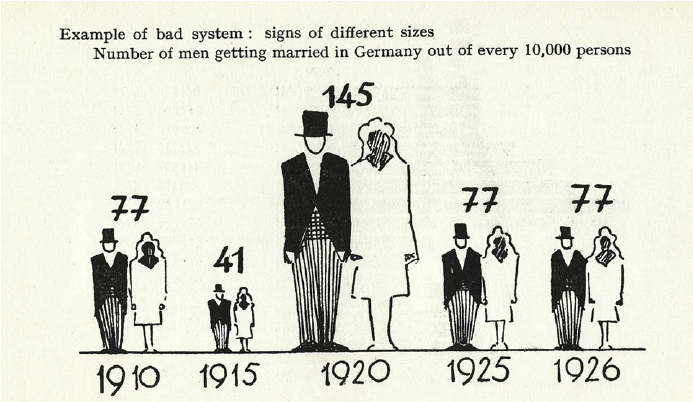 Example of bad system : signs of different sizes
Number of men getting married in Germany out of every 10,000 persons
145
77 77 77
41
1910 1915 1920 1925 1926